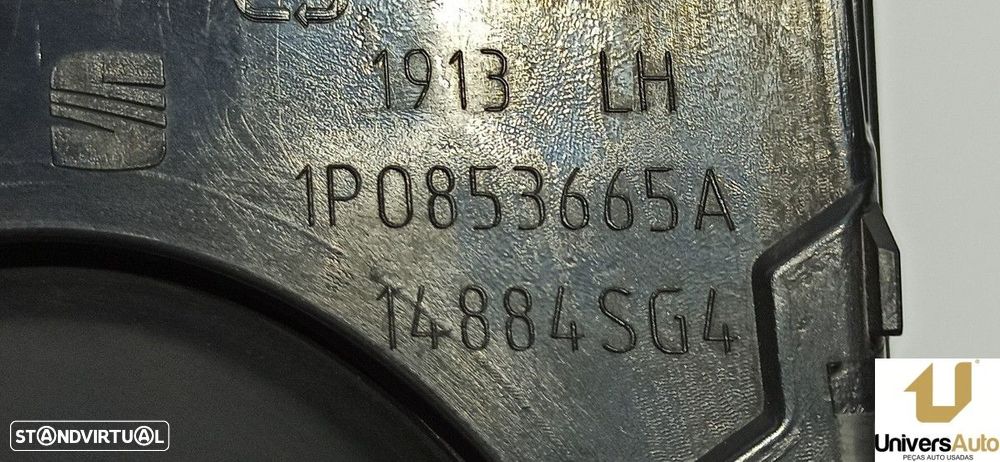 1913 LH
1P0853665A
14884SG4
STANDVIRTUAL
UniversAuto
PEÇAS AUTO USADAS